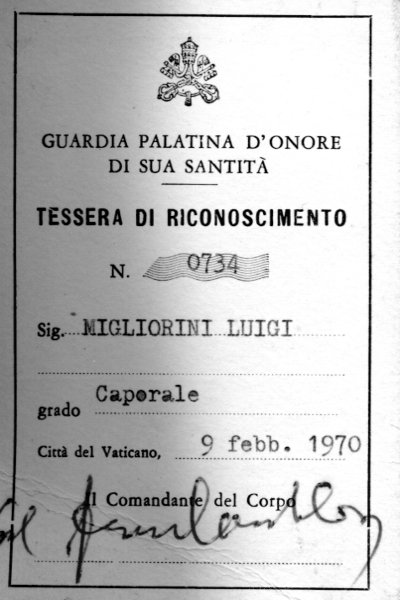 GUARDIA PALATINA D'ONORE
DI SUA SANTITÀ
TESSERA DI RICONOSCIMENTO
N. 0734
Sig. MIGLIORINI LUIGI
grado Caporale
Città del Vaticano, 9 febb. 1970
Il Comandante del Corpo